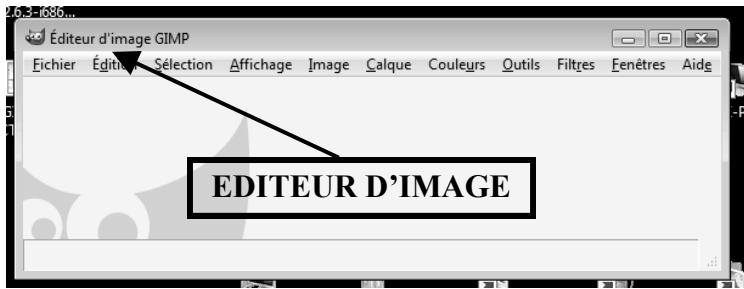 2.6.3-i686...
Éditeur d'image GIMP
Fichier Édition Sélection Affichage Image Calque Couleurs Outils Filtres Fenêtres Aide
EDITEUR D’IMAGE